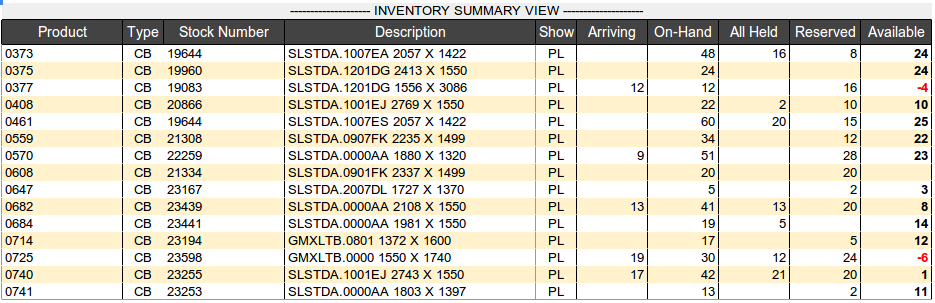 -------------------- INVENTORY SUMMARY VIEW --------------------
Product Type Stock Number Description Show Arriving On-Hand All Held Reserved Available
0373 CB 19644 SLSTDA.1007EA 2057 X 1422 PL 48 16 8 24
0375 CB 19960 SLSTDA.1201DG 2413 X 1550 PL 24 24
0377 CB 19083 SLSTDA.1201DG 1556 X 3086 PL 12 12 16 -4
0408 CB 20866 SLSTDA.1001EJ 2769 X 1550 PL 22 2 10 10
0461 CB 19644 SLSTDA.1007ES 2057 X 1422 PL 60 20 15 25
0559 CB 21308 SLSTDA.0907FK 2235 X 1499 PL 34 12 22
0570 CB 22259 SLSTDA.0000AA 1880 X 1320 PL 9 51 28 23
0608 CB 21334 SLSTDA.0901FK 2337 X 1499 PL 20 20
0647 CB 23167 SLSTDA.2007DL 1727 X 1370 PL 5 2 3
0682 CB 23439 SLSTDA.0000AA 2108 X 1550 PL 13 41 13 20 8
0684 CB 23441 SLSTDA.0000AA 1981 X 1550 PL 19 5 14
0714 CB 23194 GMXLTB.0801 1372 X 1600 PL 17 5 12
0725 CB 23598 GMXLTB.0000 1550 X 1740 PL 19 30 12 24 -6
0740 CB 23255 SLSTDA.1001EJ 2743 X 1550 PL 17 42 21 20 1
0741 CB 23253 SLSTDA.0000AA 1803 X 1397 PL 13 2 11